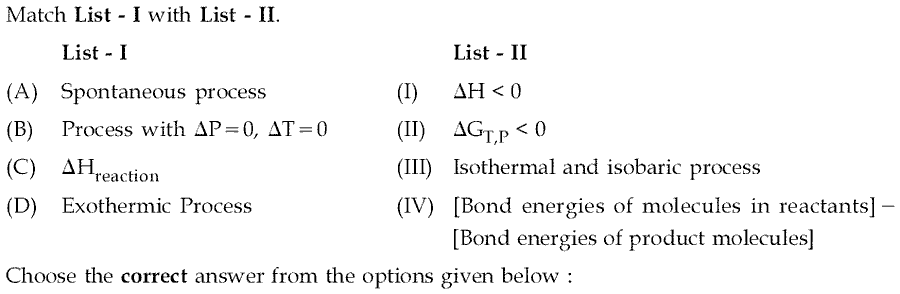 Match List - I with List - II.
List - I List - II
(A) Spontaneous process (I) ΔH < 0
(B) Process with ΔP = 0, ΔT = 0 (II) ΔG_T,P < 0
(C) ΔH_reaction (III) Isothermal and isobaric process
(D) Exothermic Process (IV) [Bond energies of molecules in reactants] –
[Bond energies of product molecules]
Choose the correct answer from the options given below :